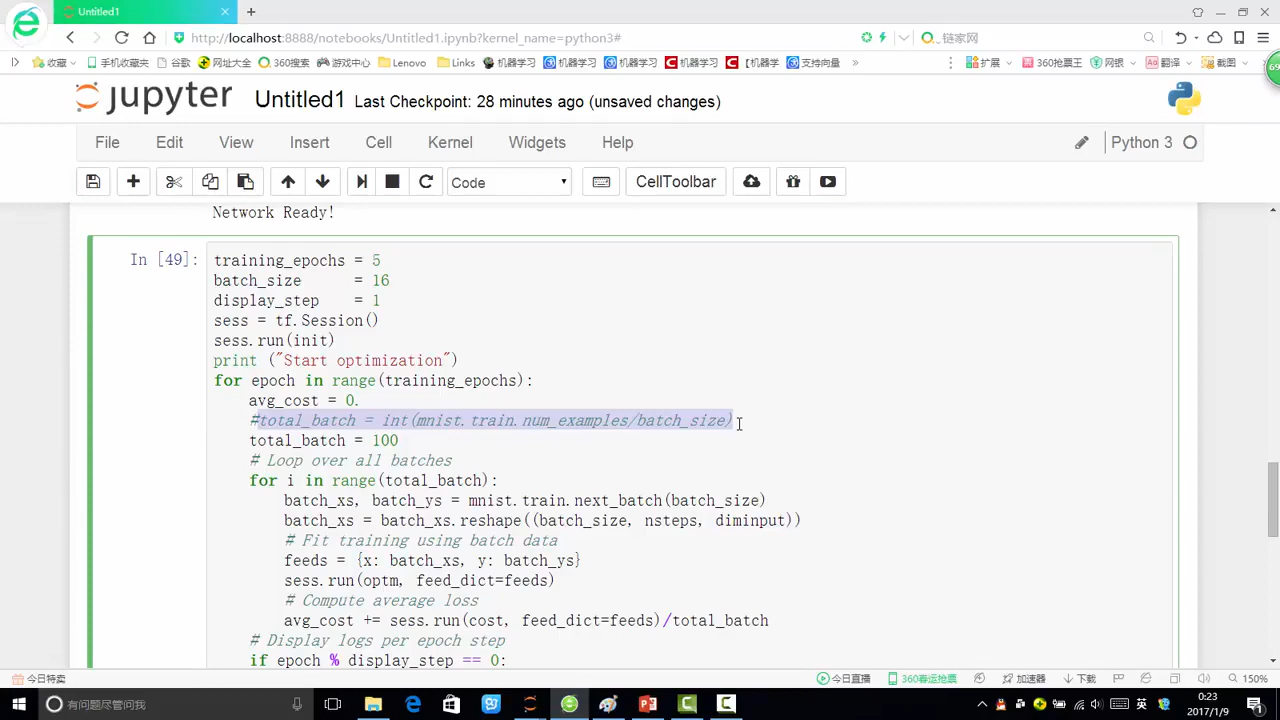 Untitled1
http://localhost:8888/notebooks/Untitled1.ipynb?kernel_name=python3#
链家网
收藏 手机收藏夹 谷歌 网址大全 360搜索 游戏中心 Lenovo Links 机器学习 机器学习 机器学习 机器学习 【机器学 支持向量 » 扩展 360抢票王 网银 翻译 截图
69
jupyter Untitled1 Last Checkpoint: 28 minutes ago (unsaved changes)
File Edit View Insert Cell Kernel Widgets Help Python 3
Code CellToolbar
Network Ready!
In [49]:
training_epochs = 5
batch_size = 16
display_step = 1
sess = tf.Session()
sess.run(init)
print ("Start optimization")
for epoch in range(training_epochs):
avg_cost = 0.
#total_batch = int(mnist.train.num_examples/batch_size)
total_batch = 100
# Loop over all batches
for i in range(total_batch):
batch_xs, batch_ys = mnist.train.next_batch(batch_size)
batch_xs = batch_xs.reshape((batch_size, nsteps, diminput))
# Fit training using batch data
feeds = {x: batch_xs, y: batch_ys}
sess.run(optm, feed_dict=feeds)
# Compute average loss
avg_cost += sess.run(cost, feed_dict=feeds)/total_batch
# Display logs per epoch step
if epoch % display_step == 0:
今日特卖 今日直播 360春运抢票 加速器 下载 150%
有问题尽管问我 英 0:23
2017/1/9